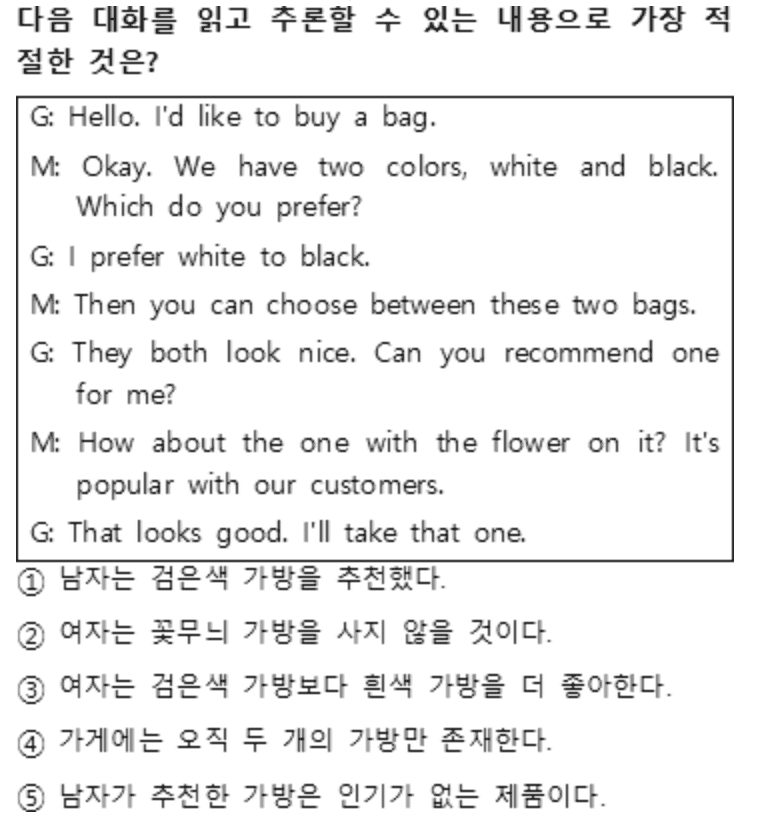 다음 대화를 읽고 추론할 수 있는 내용으로 가장 적
절한 것은?
G: Hello. I'd like to buy a bag.
M: Okay. We have two colors, white and black.
Which do you prefer?
G: I prefer white to black.
M: Then you can choose between these two bags.
G: They both look nice. Can you recommend one
for me?
M: How about the one with the flower on it? It's
popular with our customers.
G: That looks good. I'll take that one.
① 남자는 검은색 가방을 추천했다.
② 여자는 꽃무늬 가방을 사지 않을 것이다.
③ 여자는 검은색 가방보다 흰색 가방을 더 좋아한다.
④ 가게에는 오직 두 개의 가방만 존재한다.
⑤ 남자가 추천한 가방은 인기가 없는 제품이다.